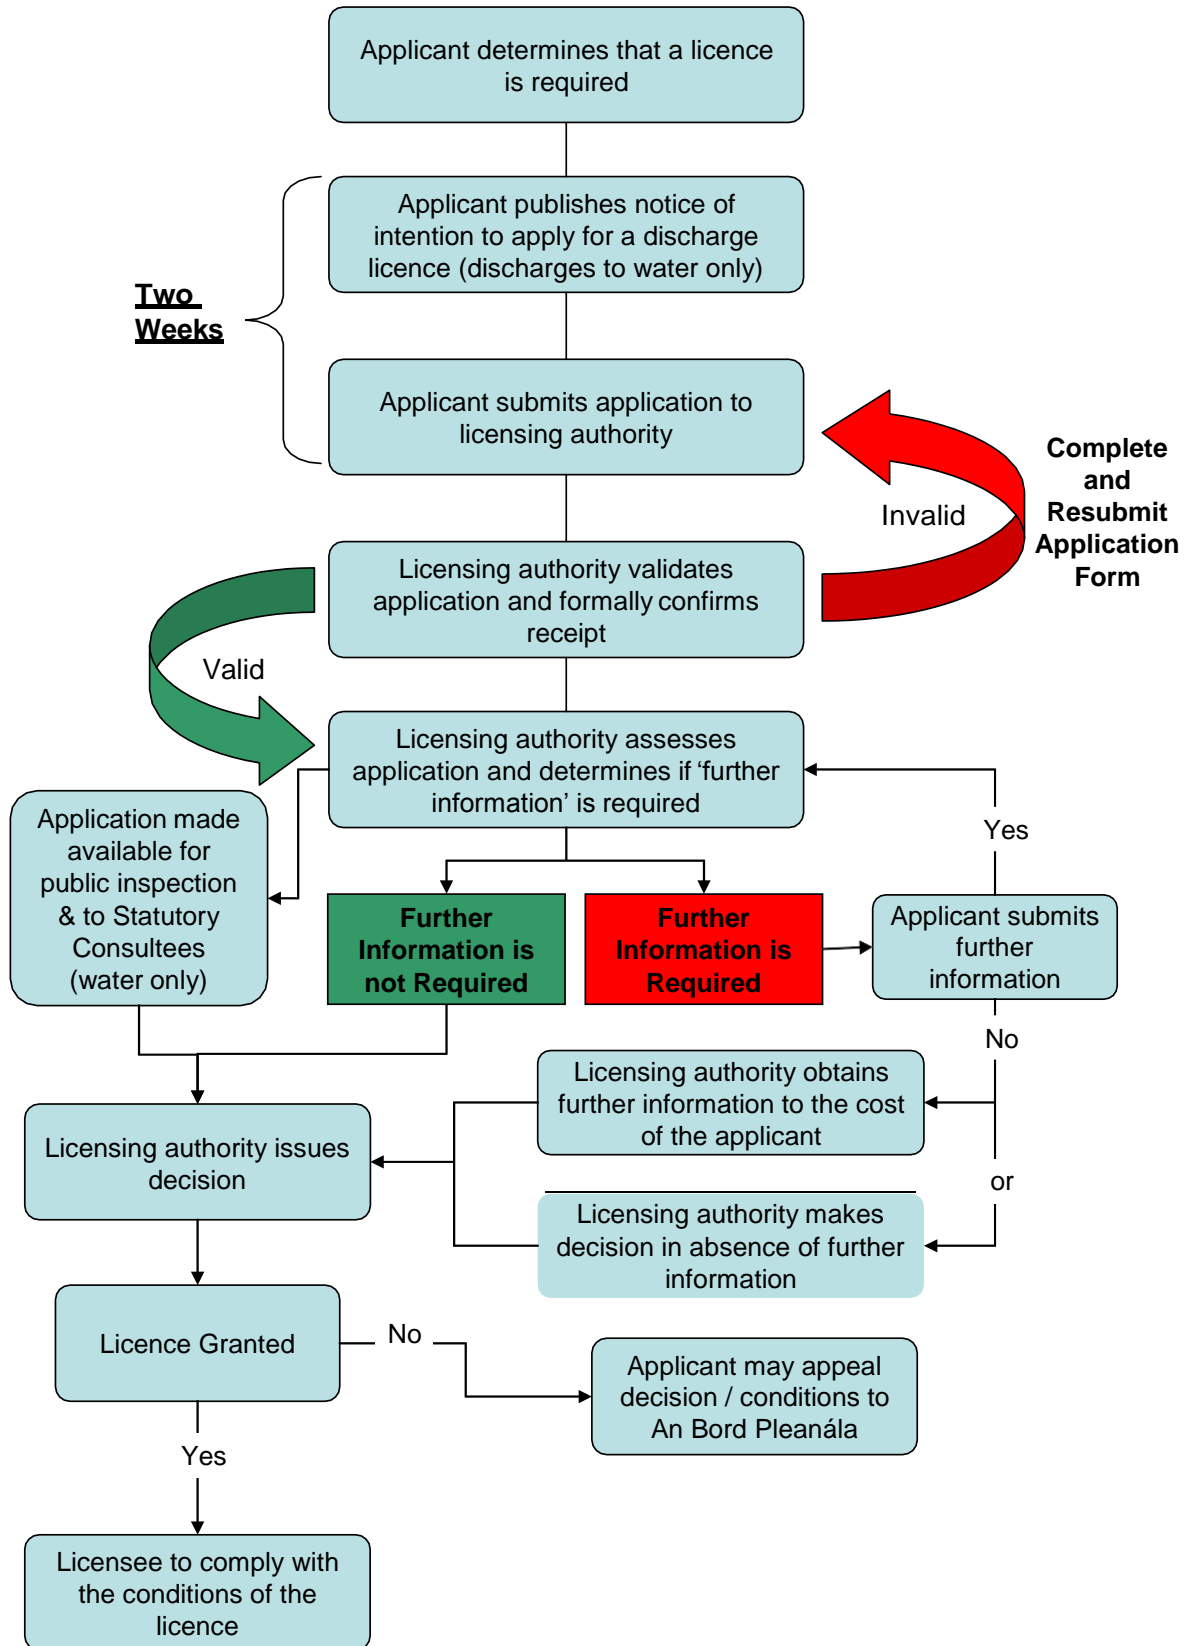 Applicant determines that a licence
is required
Applicant publishes notice of
intention to apply for a discharge
licence (discharges to water only)
Two
Weeks
Applicant submits application to
licensing authority
Complete
and
Resubmit
Application
Form
Invalid
Licensing authority validates
application and formally confirms
receipt
Valid
Licensing authority assesses
application and determines if ‘further
information’ is required
Application made
available for
public inspection
& to Statutory
Consultees
(water only)
Further
Information is
not Required
Further
Information is
Required
Yes
Applicant submits
further
information
No
Licensing authority obtains
further information to the cost
of the applicant
or
Licensing authority makes
decision in absence of further
information
Licensing authority issues
decision
Licence Granted
No
Applicant may appeal
decision / conditions to
An Bord Pleanála
Yes
Licensee to comply with
the conditions of the
licence